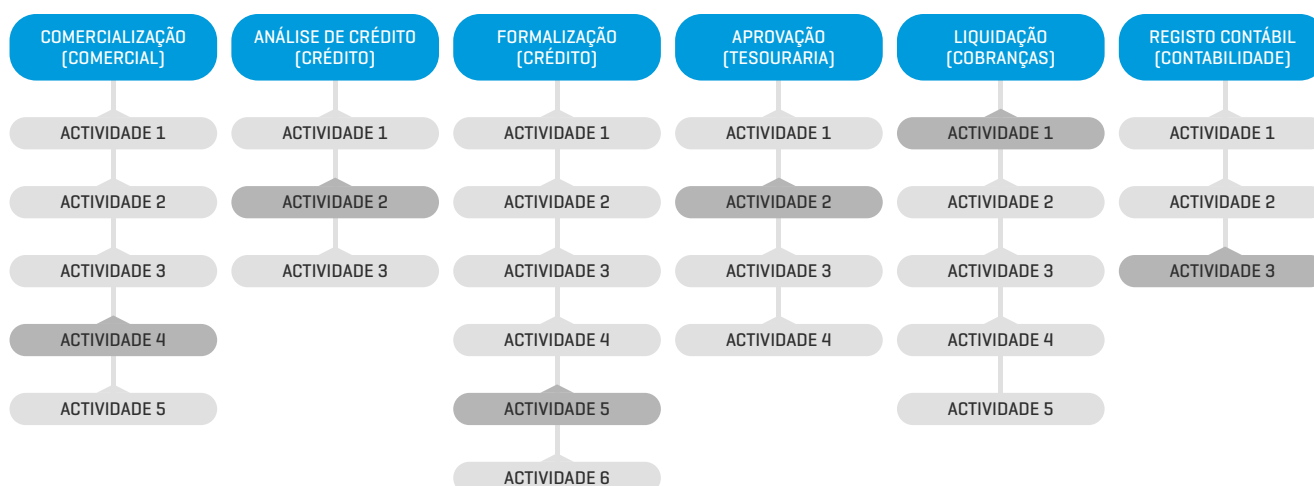 COMERCIALIZAÇÃO
(COMERCIAL)
ACTIVIDADE 1
ACTIVIDADE 2
ACTIVIDADE 3
ACTIVIDADE 4
ACTIVIDADE 5
ANÁLISE DE CRÉDITO
(CRÉDITO)
ACTIVIDADE 1
ACTIVIDADE 2
ACTIVIDADE 3
FORMALIZAÇÃO
(CRÉDITO)
ACTIVIDADE 1
ACTIVIDADE 2
ACTIVIDADE 3
ACTIVIDADE 4
ACTIVIDADE 5
ACTIVIDADE 6
APROVAÇÃO
(TESOURARIA)
ACTIVIDADE 1
ACTIVIDADE 2
ACTIVIDADE 3
ACTIVIDADE 4
LIQUIDAÇÃO
(COBRANÇAS)
ACTIVIDADE 1
ACTIVIDADE 2
ACTIVIDADE 3
ACTIVIDADE 4
ACTIVIDADE 5
REGISTO CONTÁBIL
(CONTABILIDADE)
ACTIVIDADE 1
ACTIVIDADE 2
ACTIVIDADE 3